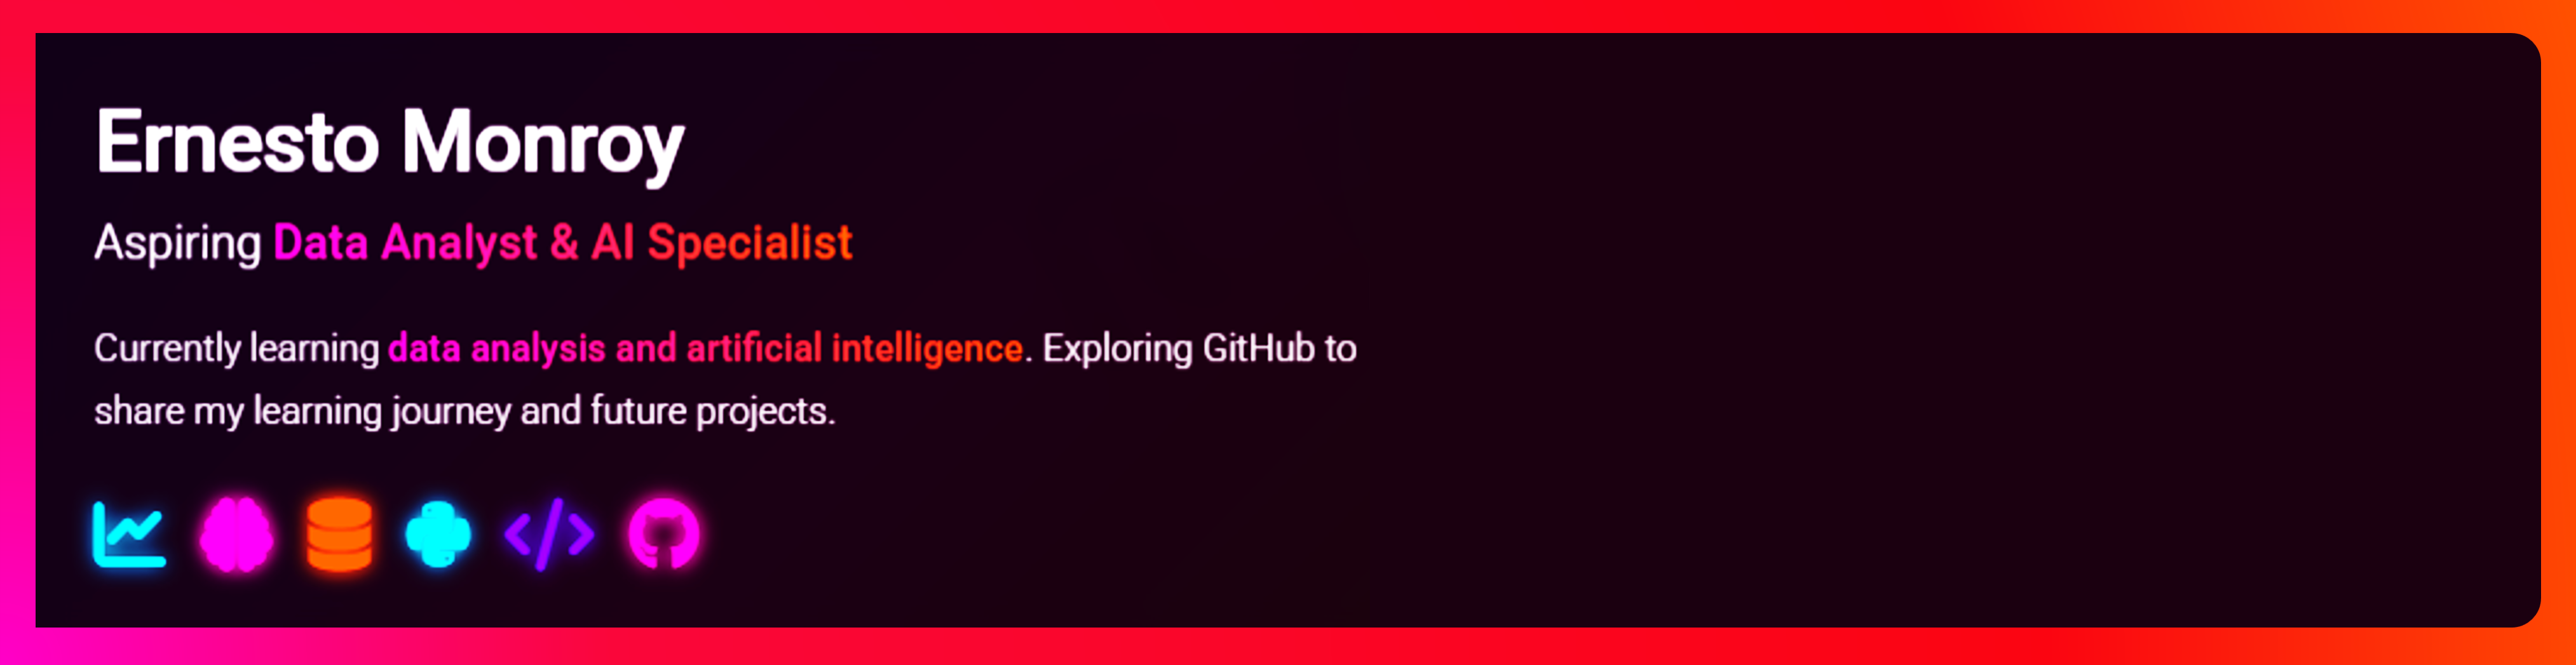 Ernesto Monroy
Aspiring Data Analyst & AI Specialist
Currently learning data analysis and artificial intelligence. Exploring GitHub to
share my learning journey and future projects.